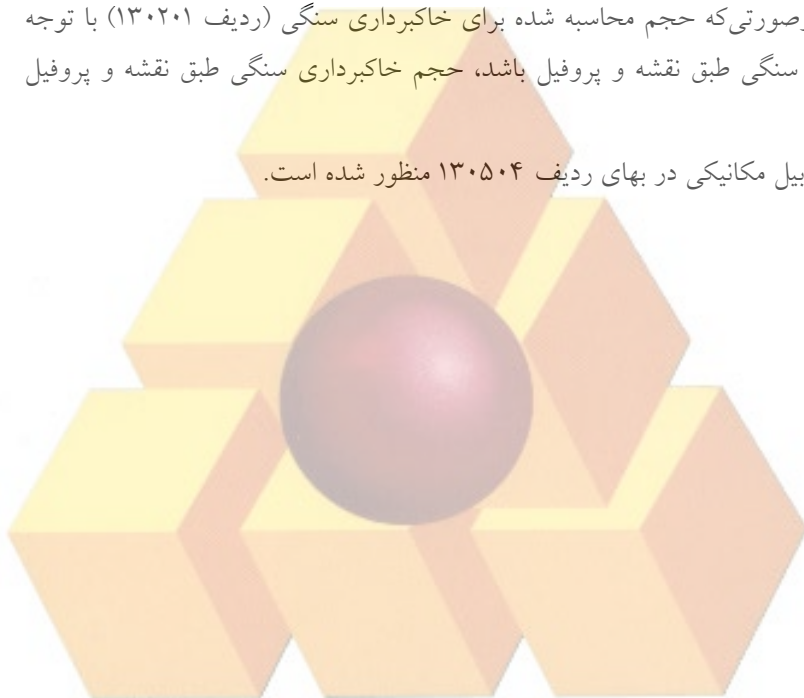 رصورتی‌که حجم محاسبه شده برای خاکبرداری سنگی (ردیف ۱۳۰۲۰۱) با توجه
سنگی طبق نقشه و پروفیل باشد، حجم خاکبرداری سنگی طبق نقشه و پروفیل
بیل مکانیکی در بهای ردیف ۱۳۰۵۰۴ منظور شده است.